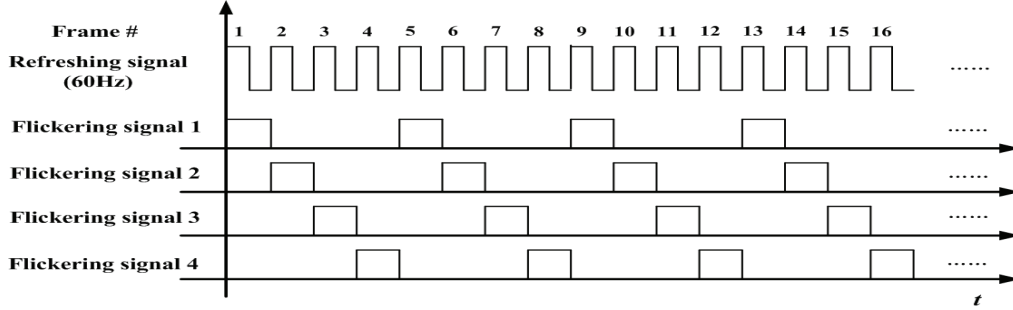 Frame # 1 2 3 4 5 6 7 8 9 10 11 12 13 14 15 16
Refreshing signal
(60Hz) ......
Flickering signal 1 ......
Flickering signal 2 ......
Flickering signal 3 ......
Flickering signal 4 ......
t